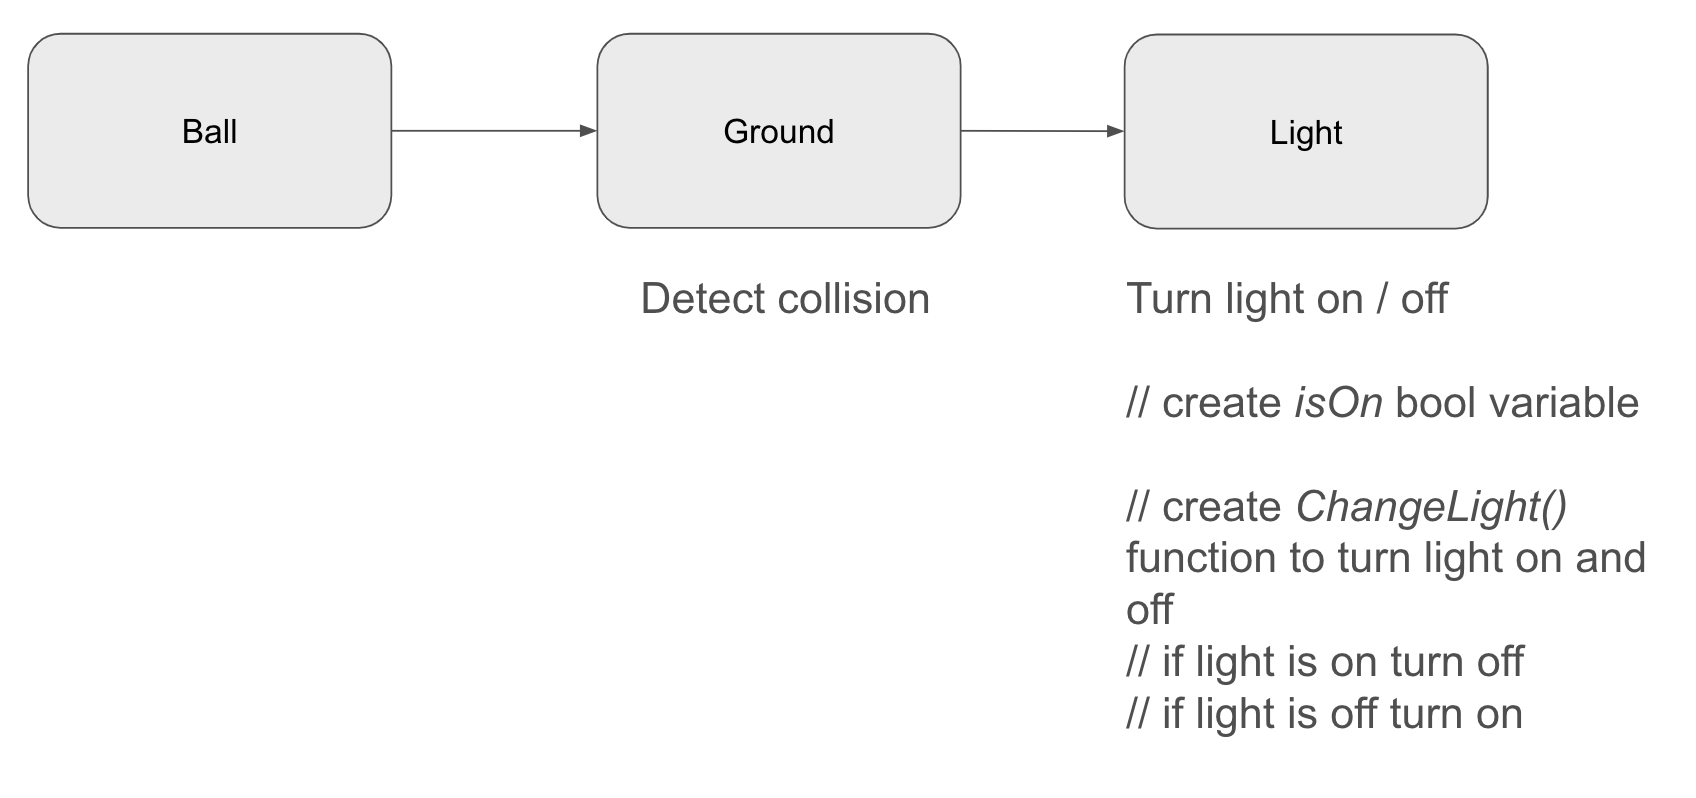 Ball
Ground
Light
Detect collision
Turn light on / off
// create isOn bool variable
// create ChangeLight()
function to turn light on and
off
// if light is on turn off
// if light is off turn on